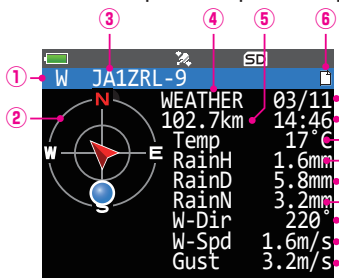 ③ ④ ⑤ ⑥
SD
① W JA1ZRL-9
② N WEATHER 03/11
102.7km 14:46
Temp 17°C
W E RainH 1.6mm
RainD 5.8mm
S RainN 3.2mm
W-Dir 220°
W-Spd 1.6m/s
Gust 3.2m/s